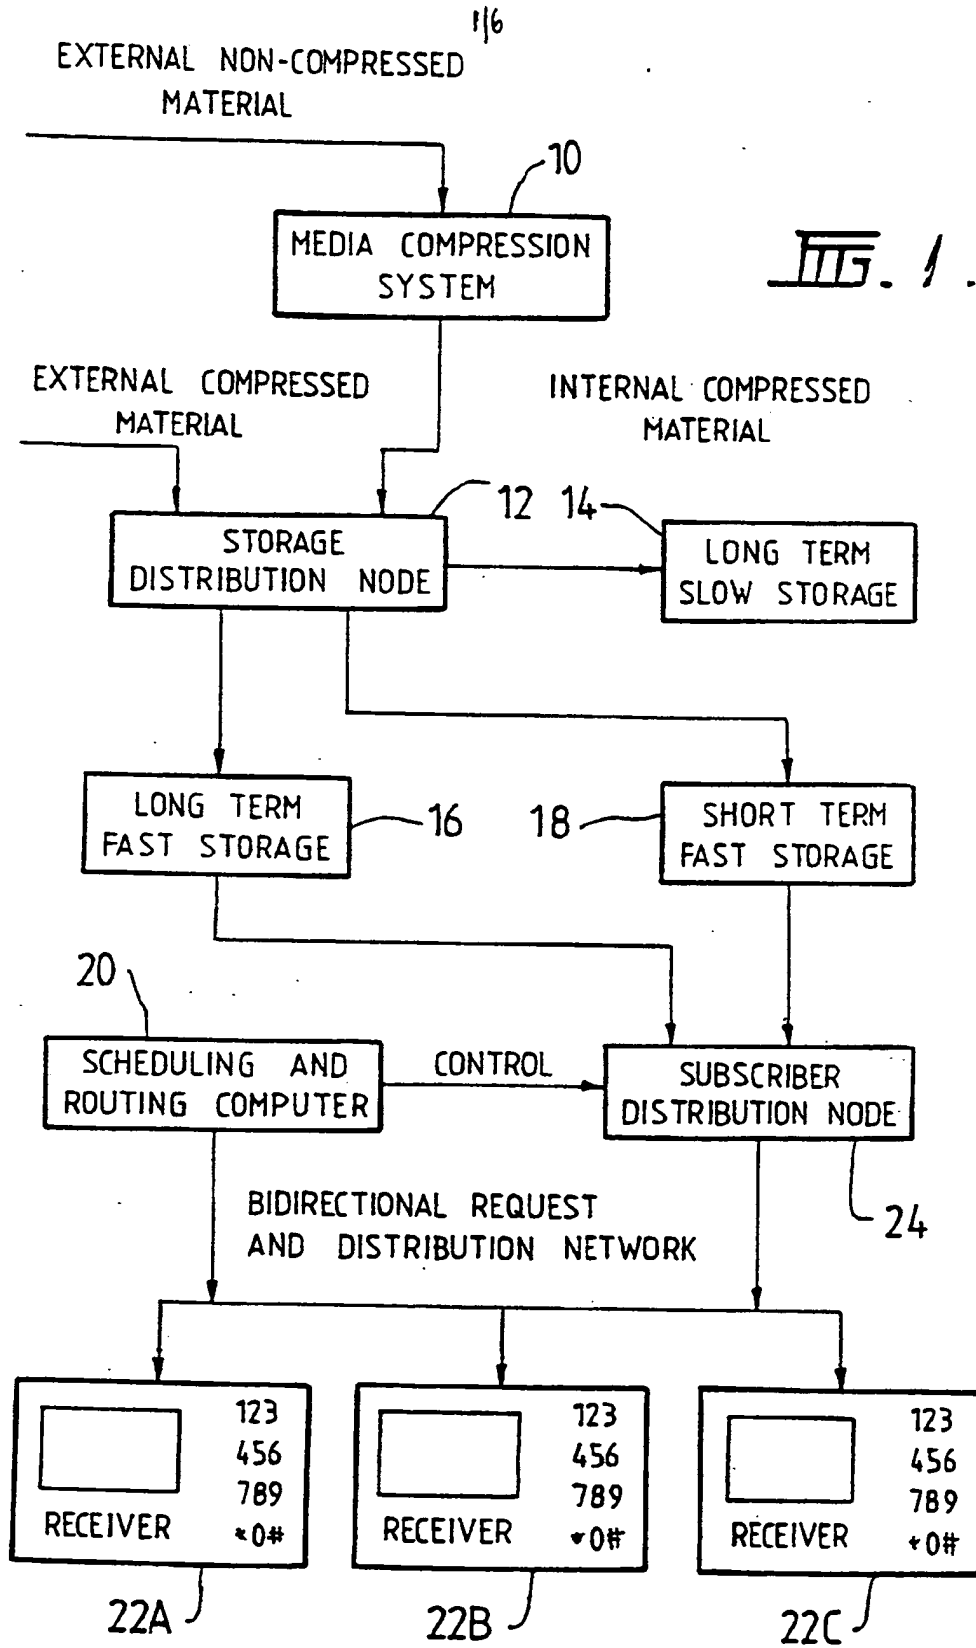 1/6
EXTERNAL NON-COMPRESSED
MATERIAL
10
MEDIA COMPRESSION
SYSTEM
FIG. 1.
EXTERNAL COMPRESSED
MATERIAL
INTERNAL COMPRESSED
MATERIAL
12
14
STORAGE
DISTRIBUTION NODE
LONG TERM
SLOW STORAGE
LONG TERM
FAST STORAGE
16
18
SHORT TERM
FAST STORAGE
20
SCHEDULING AND
ROUTING COMPUTER
CONTROL
SUBSCRIBER
DISTRIBUTION NODE
24
BIDIRECTIONAL REQUEST
AND DISTRIBUTION NETWORK
123
456
789
*0#
RECEIVER
22A
123
456
789
*0#
RECEIVER
22B
123
456
789
*0#
RECEIVER
22C